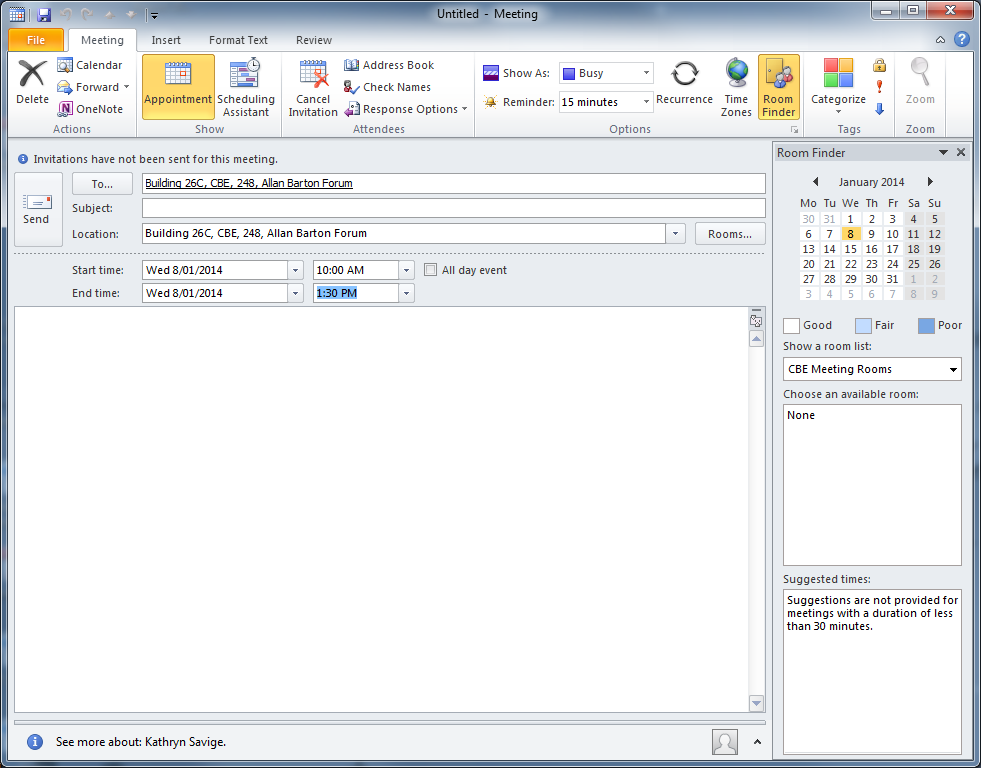 Untitled - Meeting
File Meeting Insert Format Text Review
Delete
Calendar
Forward
OneNote
Actions
Appointment
Scheduling
Assistant
Show
Cancel
Invitation
Address Book
Check Names
Response Options
Attendees
Show As: Busy
Reminder: 15 minutes
Recurrence
Time
Zones
Room
Finder
Options
Categorize
Tags
Zoom
Zoom
Invitations have not been sent for this meeting.
Send
To... Building 26C, CBE, 248, Allan Barton Forum
Subject:
Location: Building 26C, CBE, 248, Allan Barton Forum Rooms...
Start time: Wed 8/01/2014 10:00 AM All day event
End time: Wed 8/01/2014 1:30 PM
See more about: Kathryn Savige.
Room Finder
January 2014
Mo Tu We Th Fr Sa Su
30 31 1 2 3 4 5
6 7 8 9 10 11 12
13 14 15 16 17 18 19
20 21 22 23 24 25 26
27 28 29 30 31 1 2
3 4 5 6 7 8 9
Good Fair Poor
Show a room list:
CBE Meeting Rooms
Choose an available room:
None
Suggested times:
Suggestions are not provided for
meetings with a duration of less
than 30 minutes.